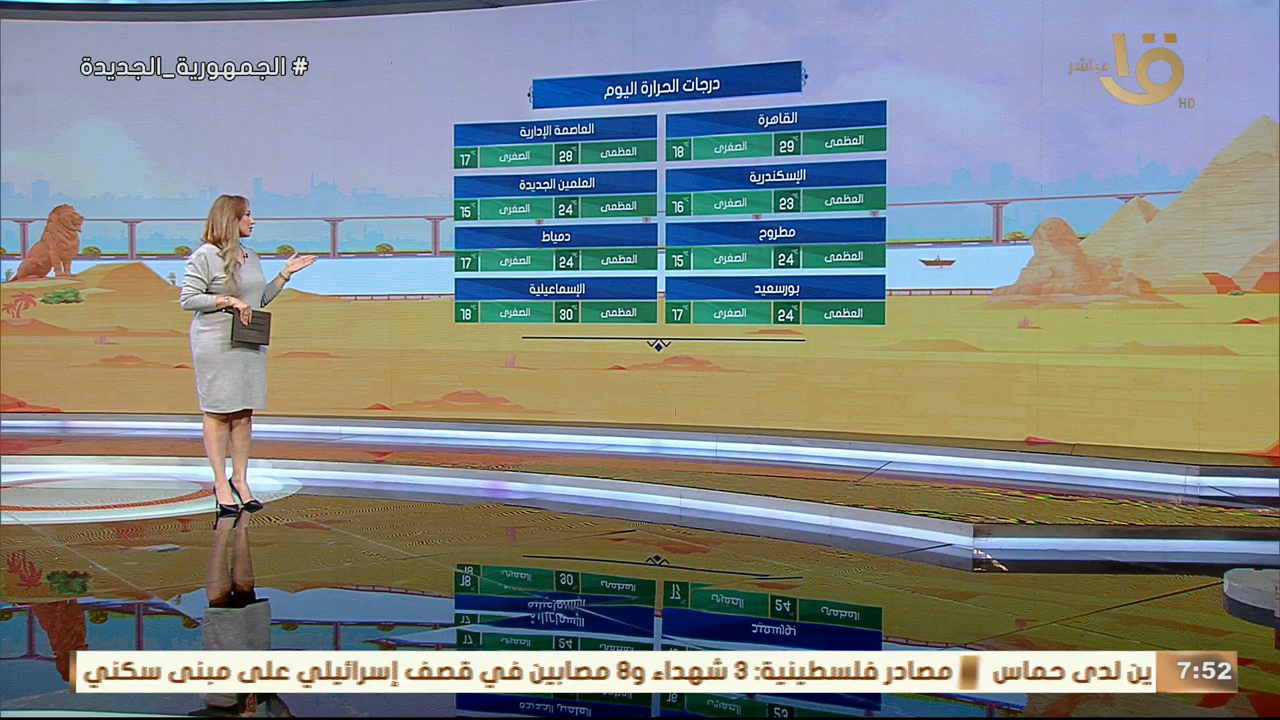 # الجمهورية_الجديدة
مباشر
HD
درجات الحرارة اليوم
القاهرة
العظمى 29° الصغرى 18°
العاصمة الإدارية
العظمى 28° الصغرى 17°
الإسكندرية
العظمى 23° الصغرى 16°
العلمين الجديدة
العظمى 24° الصغرى 15°
مطروح
العظمى 24° الصغرى 15°
دمياط
العظمى 24° الصغرى 17°
بورسعيد
العظمى 24° الصغرى 17°
الإسماعيلية
العظمى 30° الصغرى 18°
7:52
ين لدى حماس مصادر فلسطينية: 3 شهداء و8 مصابين في قصف إسرائيلي على مبنى سكني